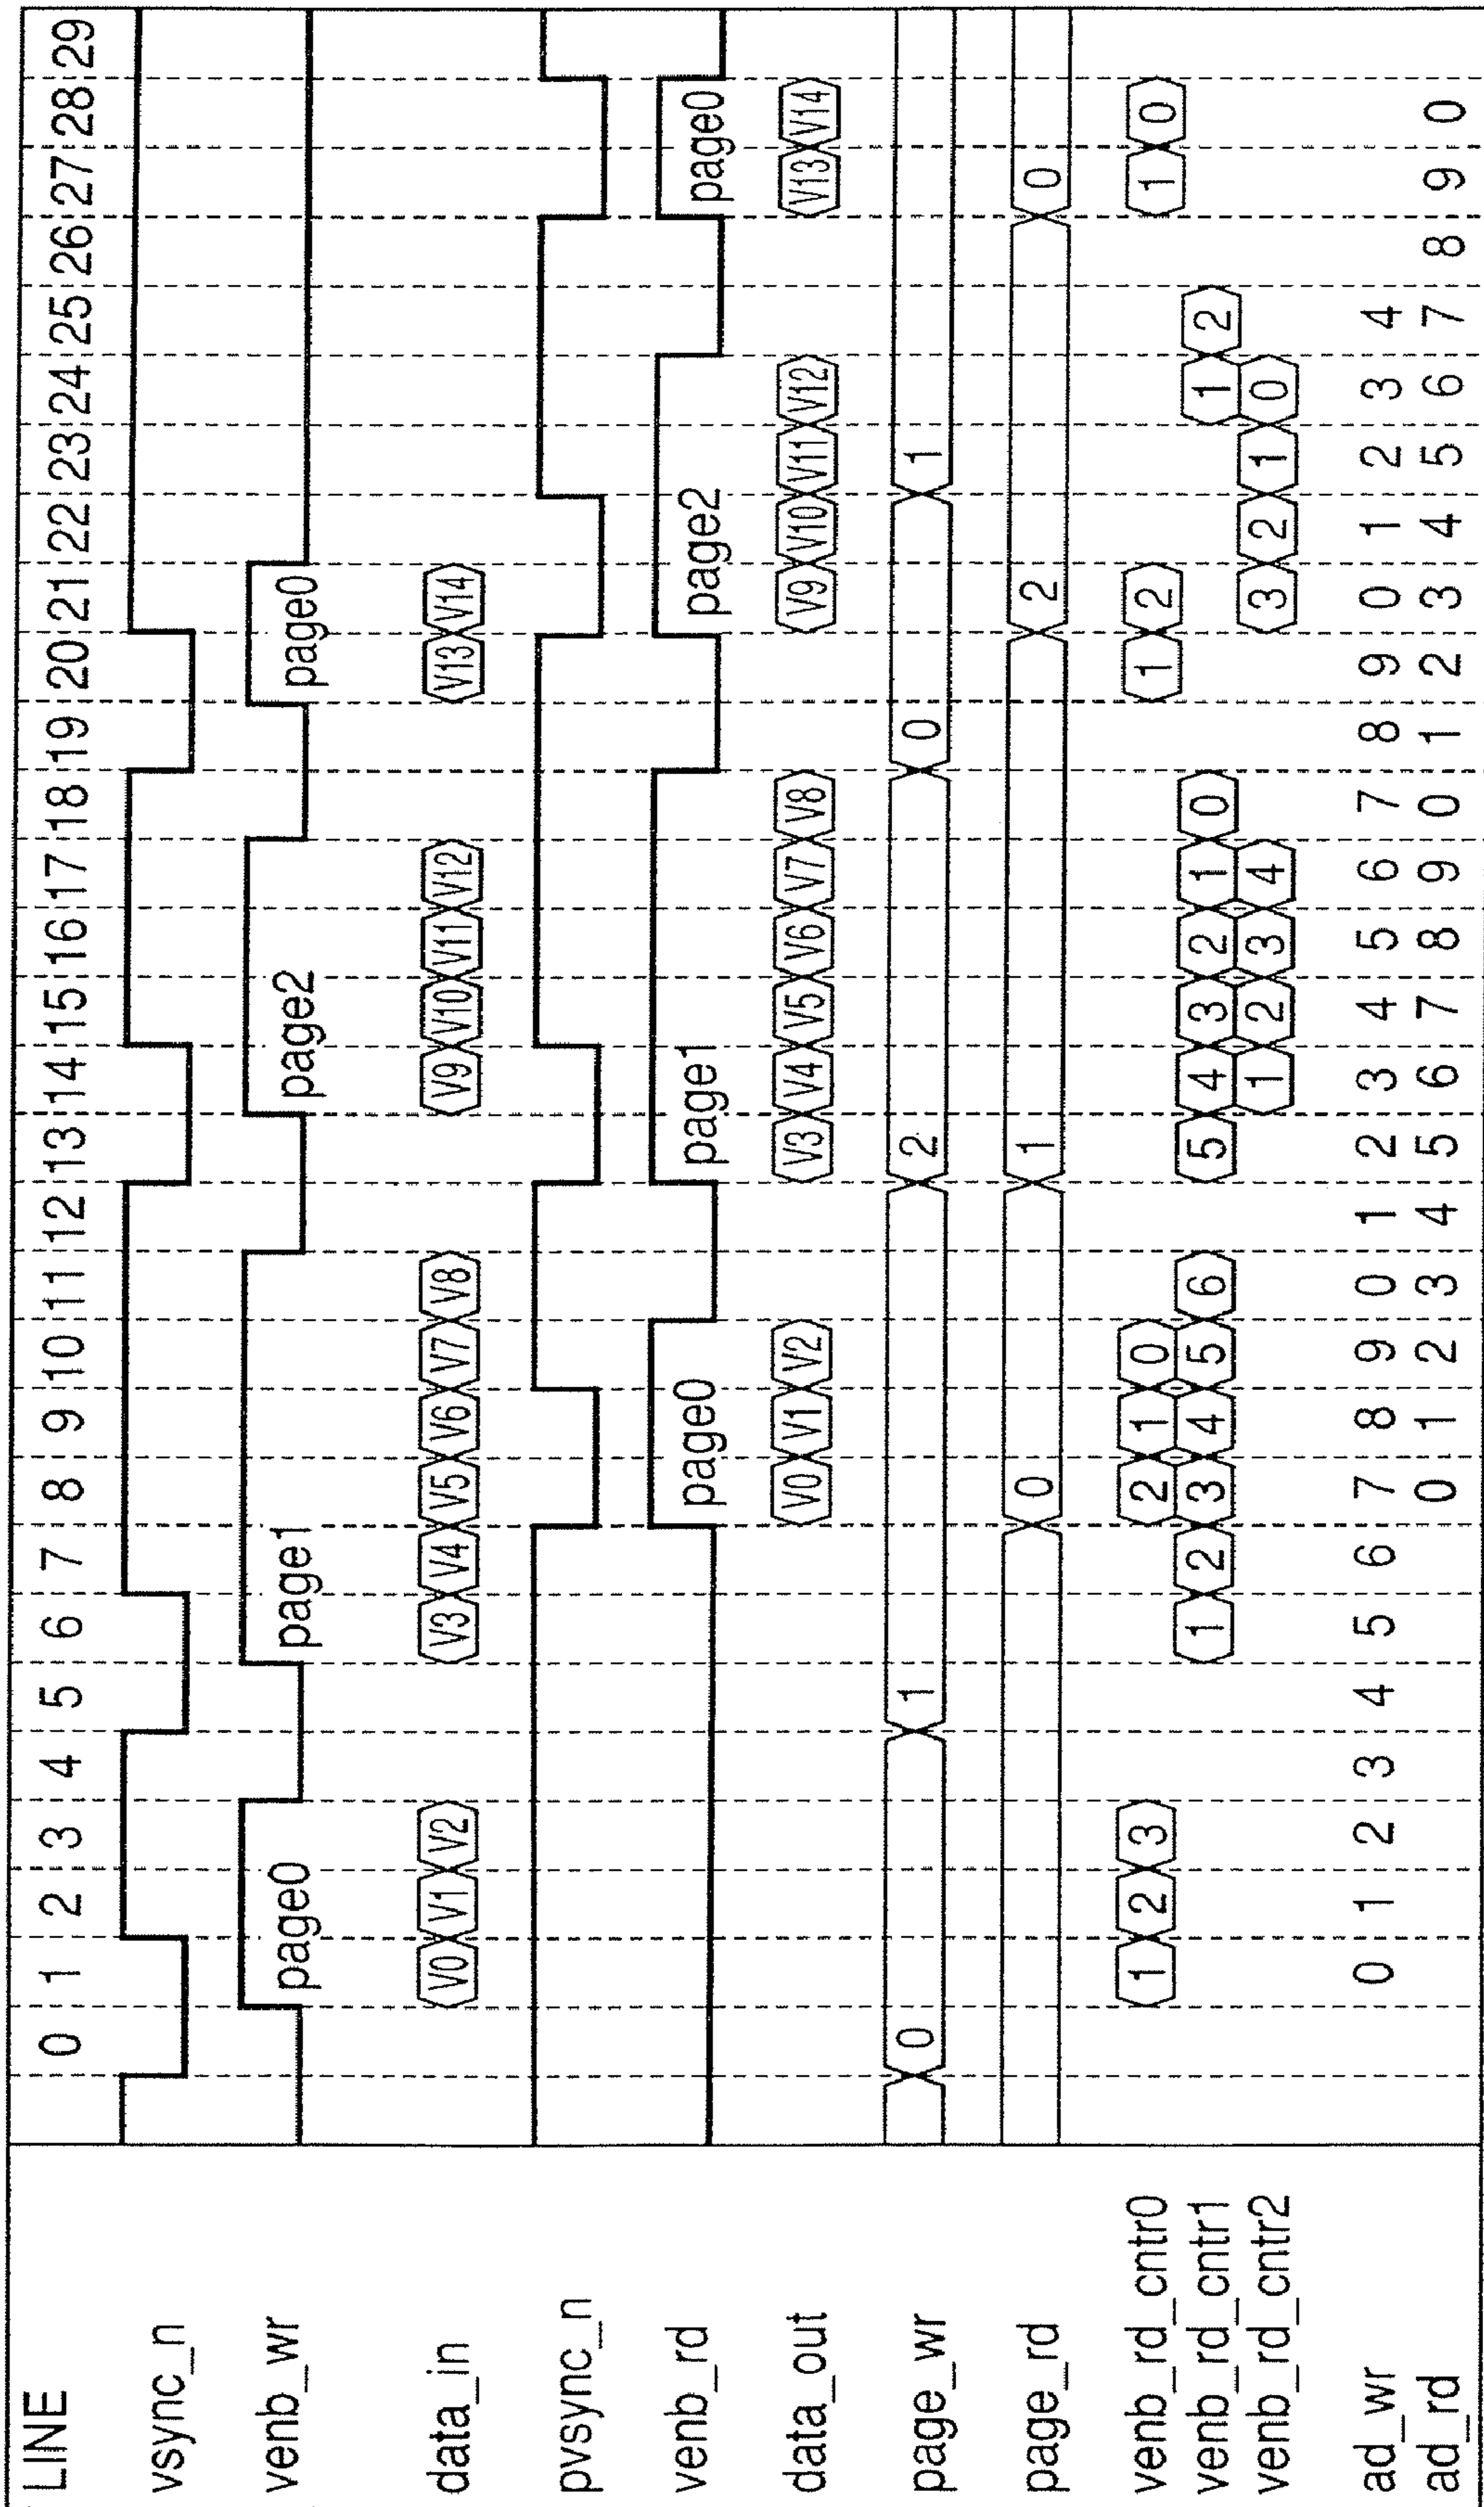 LINE 0 1 2 3 4 5 6 7 8 9 10 11 12 13 14 15 16 17 18 19 20 21 22 23 24 25 26 27 28 29
vsync_n
venb_wr page0 page1 page2 page0
data_in V0 V1 V2 V3 V4 V5 V6 V7 V8 V9 V10 V11 V12 V13 V14
pvsync_n
venb_rd page0 page1 page2 page0
data_out V0 V1 V2 V3 V4 V5 V6 V7 V8 V9 V10 V11 V12 V13 V14
page_wr 0 1 2 0 1
page_rd 0 1 2 0
venb_rd_cntr0 1 2 3 2 1 0 1 2 1 0
venb_rd_cntr1 1 2 3 4 5 6 5 4 3 2 1 0 1 2
venb_rd_cntr2 1 2 3 4 3 2 1 0
ad_wr 0 1 2 3 4 5 6 7 8 9 0 1 2 3 4 5 6 7 8 9 0 1 2 3 4
ad_rd 0 1 2 3 4 5 6 7 8 9 0 1 2 3 4 5 6 7 8 9 0